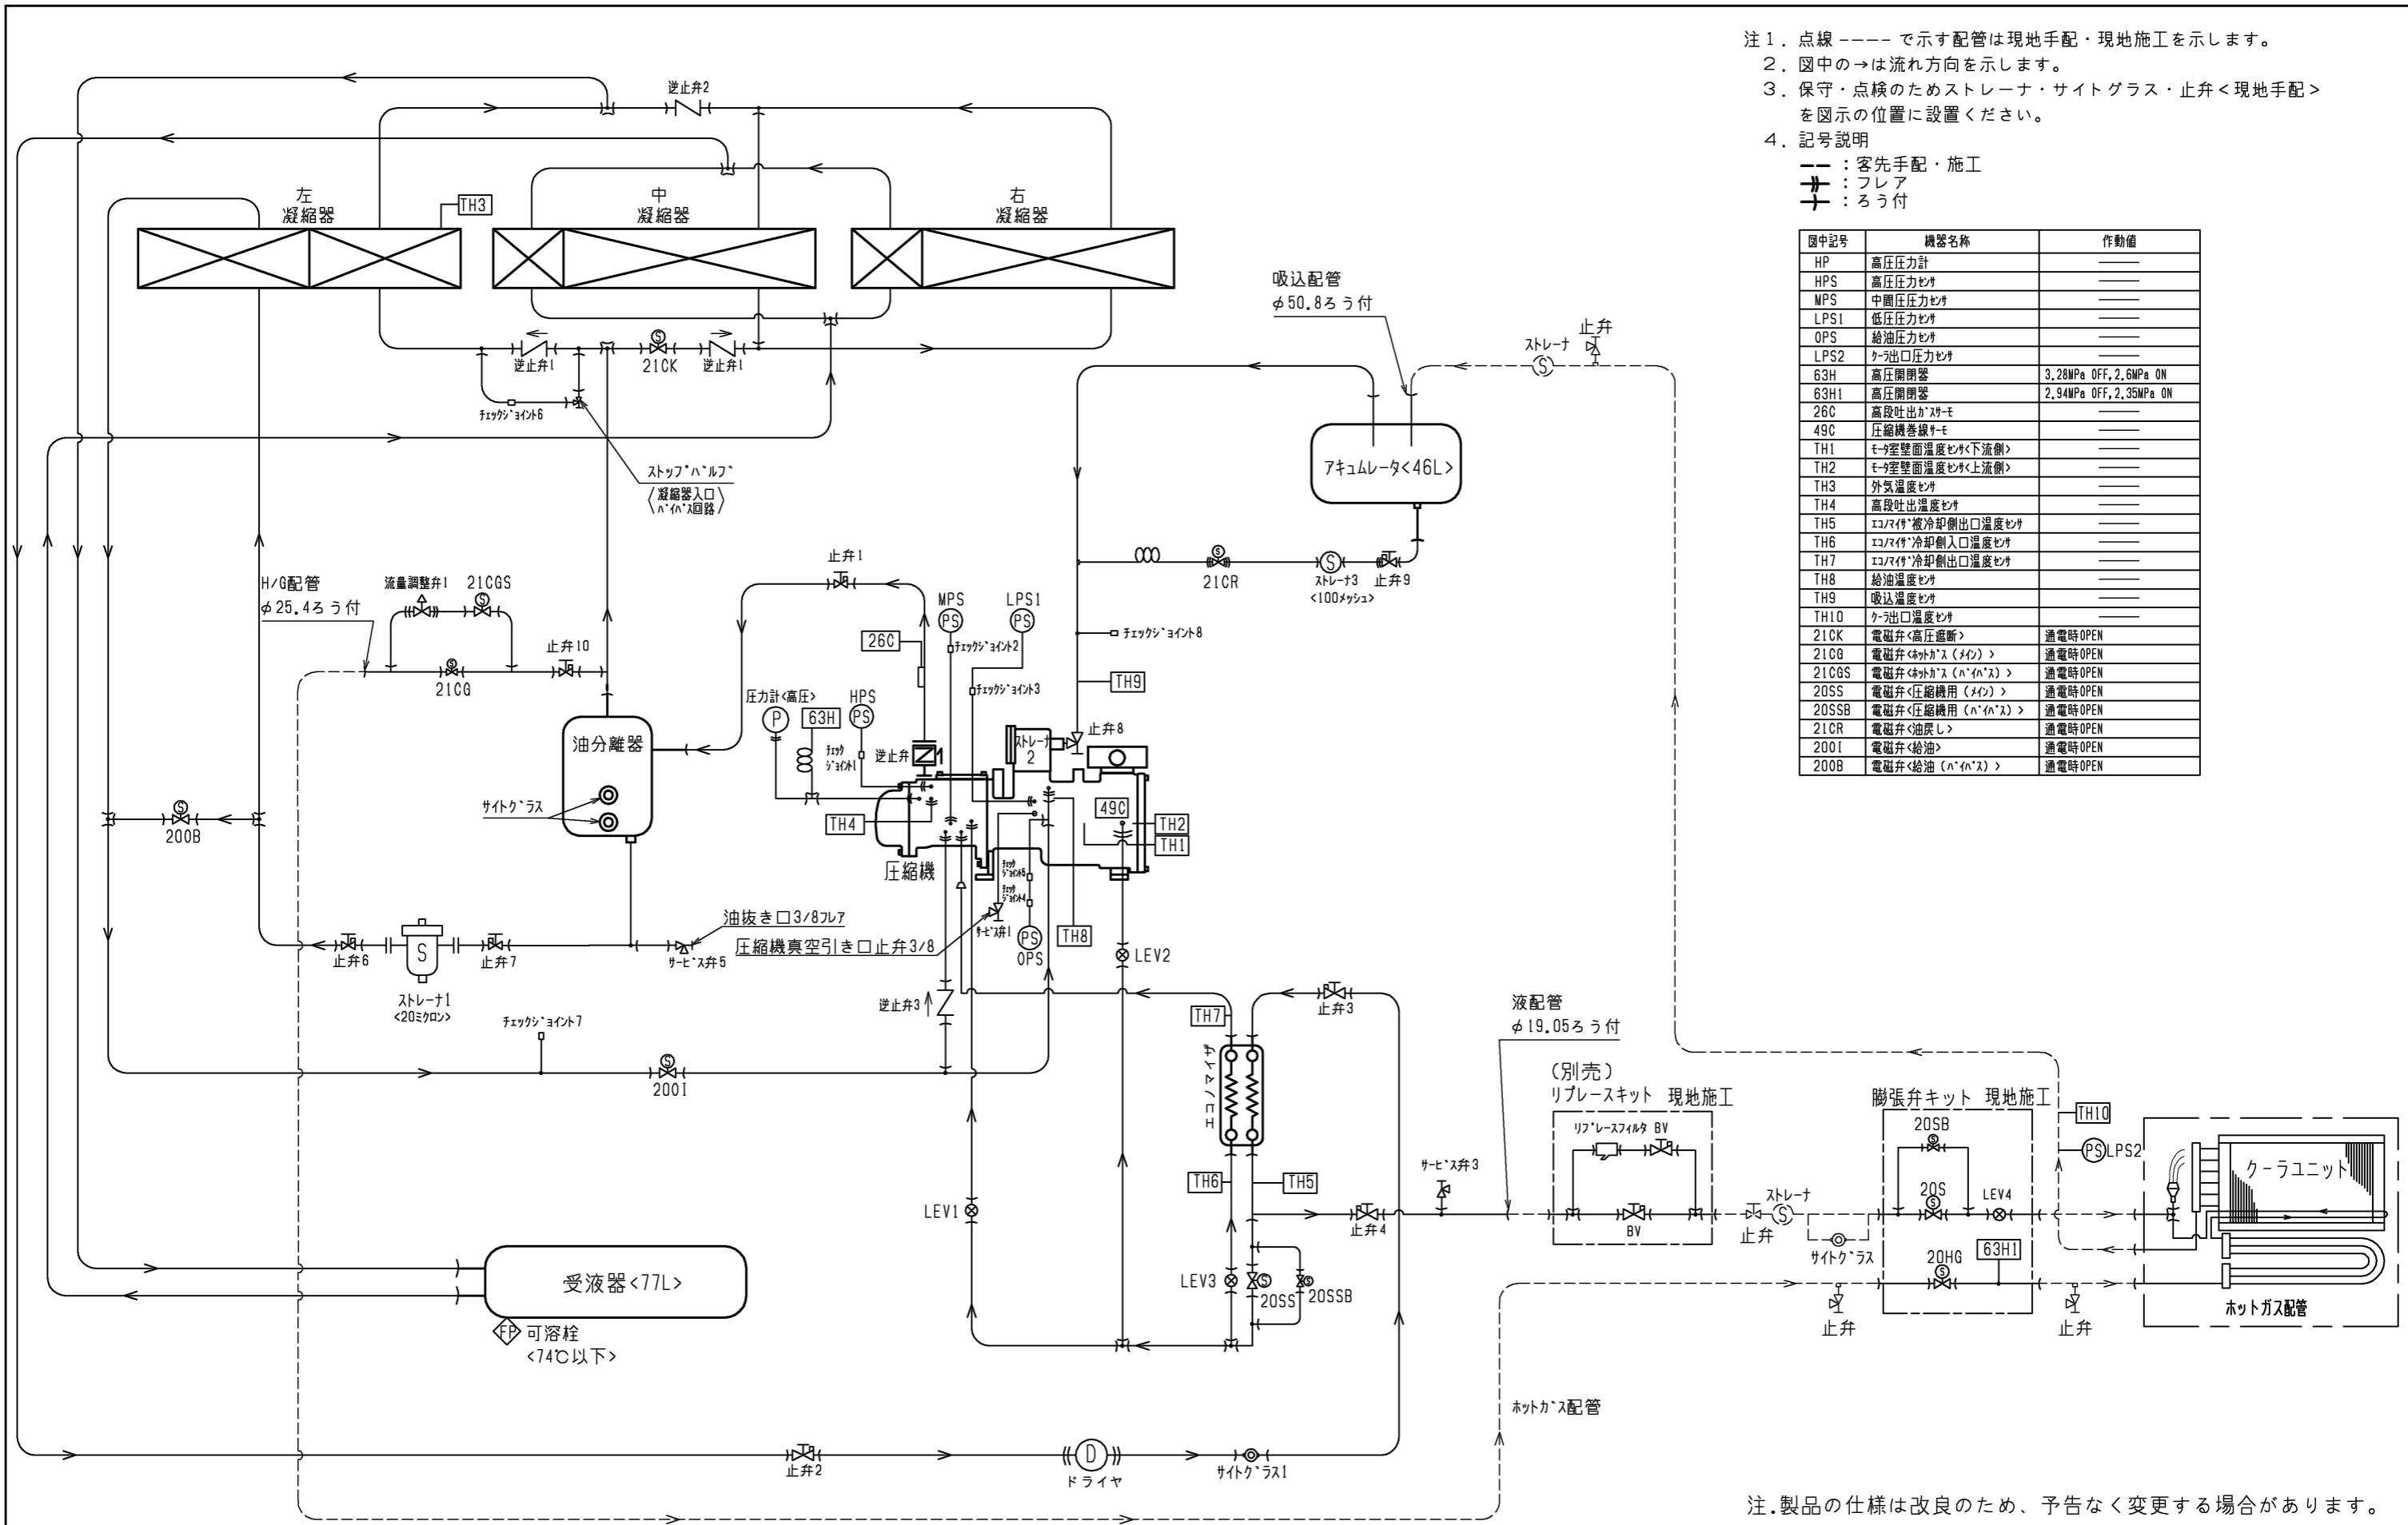 注1. 点線 ---- で示す配管は現地手配・現地施工を示します。
2. 図中の→は流れ方向を示します。
3. 保守・点検のためストレーナ・サイトグラス・止弁<現地手配>
を図示の位置に設置ください。
4. 記号説明
：客先手配・施工
：フレア
：ろう付
図中記号 機器名称 作動値
HP 高圧圧力計 ―――
HPS 高圧圧力センサ ―――
MPS 中間圧圧力センサ ―――
LPS1 低圧圧力センサ ―――
OPS 給油圧力センサ ―――
LPS2 クーラ出口圧力センサ ―――
63H 高圧開閉器 3.28MPa OFF,2.6MPa ON
63H1 高圧開閉器 2.94MPa OFF,2.35MPa ON
26C 高段吐出ガスサーモ ―――
49C 圧縮機巻線サーモ ―――
TH1 モータ室壁面温度センサ<下流側> ―――
TH2 モータ室壁面温度センサ<上流側> ―――
TH3 外気温度センサ ―――
TH4 高段吐出温度センサ ―――
TH5 エコノマイザ被冷却側出口温度センサ ―――
TH6 エコノマイザ冷却側入口温度センサ ―――
TH7 エコノマイザ冷却側出口温度センサ ―――
TH8 給油温度センサ ―――
TH9 吸込温度センサ ―――
TH10 クーラ出口温度センサ ―――
21CK 電磁弁<高圧遮断> 通電時OPEN
21CG 電磁弁<ホットガス（メイン）> 通電時OPEN
21CGS 電磁弁<ホットガス（バイパス）> 通電時OPEN
20SS 電磁弁<圧縮機用（メイン）> 通電時OPEN
20SSB 電磁弁<圧縮機用（バイパス）> 通電時OPEN
21CR 電磁弁<油戻し> 通電時OPEN
20OI 電磁弁<給油> 通電時OPEN
20OB 電磁弁<給油（バイパス）> 通電時OPEN
逆止弁2
左
凝縮器
TH3
中
凝縮器
右
凝縮器
逆止弁1
S
21CK
逆止弁1
チェックジョイント6
ストップバルブ
〈凝縮器入口
バイパス回路〉
吸込配管
φ50.8ろう付
ストレーナ
S
止弁
アキュムレータ<46L>
S
21CR
S
ストレーナ3
<100メッシュ>
止弁9
チェックジョイント8
TH9
止弁8
H/G配管
φ25.4ろう付
流量調整弁1
21CGS
S
S
21CG
止弁10
止弁1
26C
MPS
PS
チェックジョイント2
LPS1
PS
チェックジョイント3
圧力計<高圧>
P
63H
HPS
PS
チェック
ジョイント1
逆止弁1
ストレーナ
2
油分離器
サイトグラス
S
20OB
TH4
49C
TH2
TH1
圧縮機
チェック
ジョイント5
チェック
ジョイント4
サービス弁1
PS
OPS
TH8
LEV2
油抜き口3/8フレア
圧縮機真空引き口止弁3/8
サービス弁5
止弁6
S
止弁7
ストレーナ1
<20ミクロン>
チェックジョイント7
S
20OI
逆止弁3
TH7
止弁3
エコノマイザ
TH6
TH5
LEV1
LEV3
S
20SS
S
20SSB
サービス弁3
止弁4
液配管
φ19.05ろう付
(別売)
リプレースキット 現地施工
リプレースフィルタ BV
BV
ストレーナ
S
止弁
サイトグラス
膨張弁キット 現地施工
20SB
S
20S
S
LEV4
20HG
S
63H1
止弁
止弁
TH10
PS
LPS2
クーラユニット
ホットガス配管
受液器<77L>
FP
可溶栓
<74℃以下>
ホットガス配管
止弁2
D
ドライヤ
サイトグラス1
注.製品の仕様は改良のため、予告なく変更する場合があります。